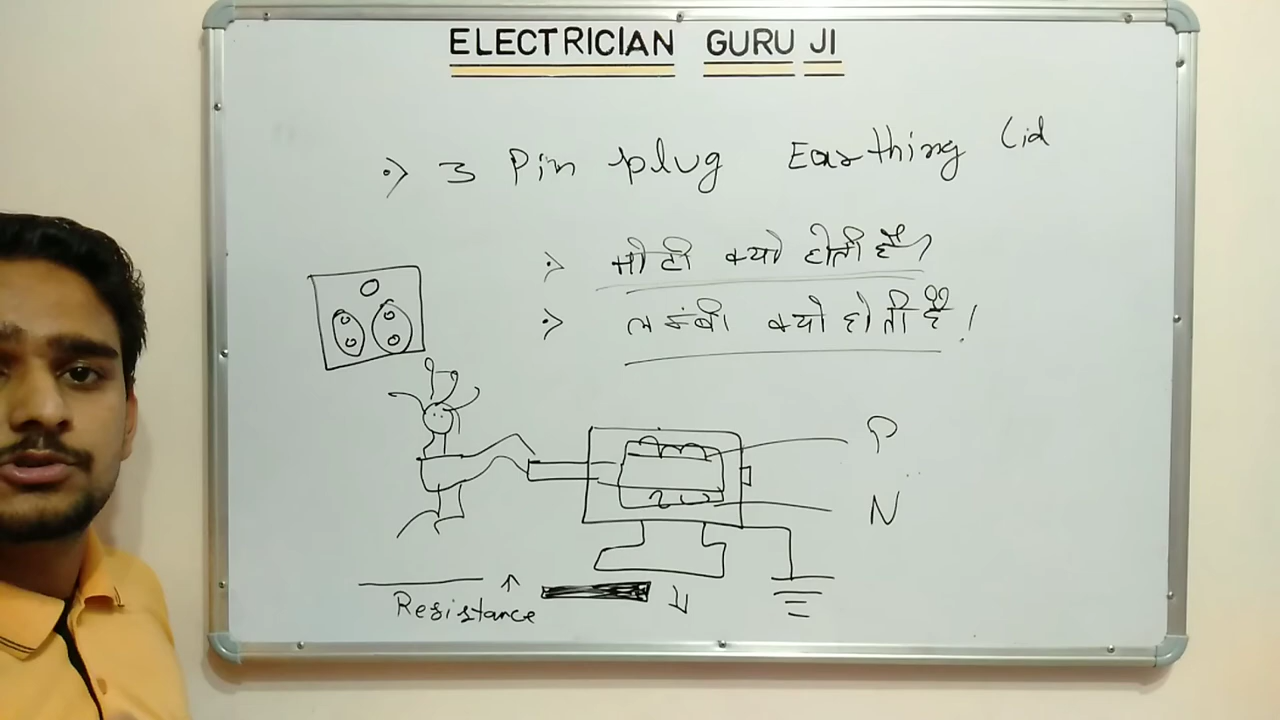 ELECTRICIAN GURU JI
:> 3 Pin plug Earthing
:> मोटी क्यो होती है?
:> लम्बी क्यो होती है।
P
N
Resistance ↑ ↓